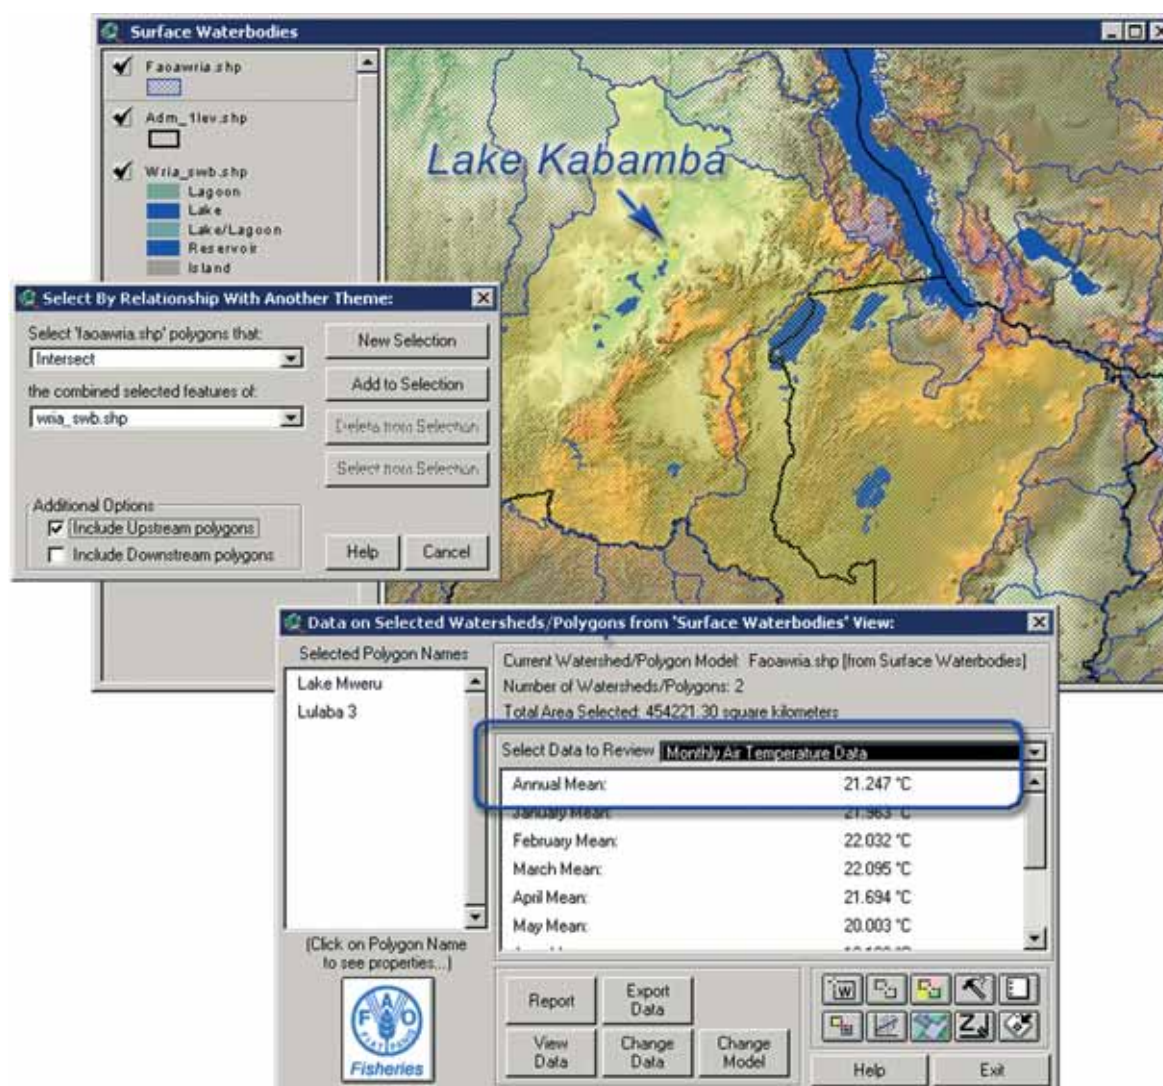 Surface Waterbodies
Faoawria.shp
Adm_1lev.shp
Wria_swb.shp
Lagoon
Lake
Lake/Lagoon
Reservoir
Island
Lake Kabamba
Select By Relationship With Another Theme:
Select 'faoawria.shp' polygons that:
Intersect
the combined selected features of:
wria_swb.shp
New Selection
Add to Selection
Delete from Selection
Select from Selection
Additional Options
Include Upstream polygons
Include Downstream polygons
Help
Cancel
Data on Selected Watersheds/Polygons from 'Surface Waterbodies' View:
Selected Polygon Names
Lake Mweru
Lulaba 3
(Click on Polygon Name
to see properties...)
FAO
FIAT PANIS
Fisheries
Current Watershed/Polygon Model: Faoawria.shp [from Surface Waterbodies]
Number of Watersheds/Polygons: 2
Total Area Selected: 454221.30 square kilometers
Select Data to Review Monthly Air Temperature Data
Annual Mean: 21.247 °C
January Mean: 21.963 °C
February Mean: 22.032 °C
March Mean: 22.095 °C
April Mean: 21.694 °C
May Mean: 20.003 °C
Report
Export
Data
View
Data
Change
Data
Change
Model
W
Z
Help
Exit